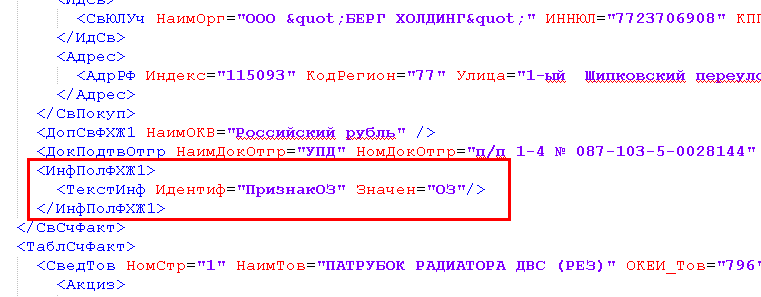 <ИдСв>
<СвЮЛУч НаимОрг="ООО &quot;БЕРГ ХОЛДИНГ&quot;" ИННЮЛ="7723706908" КПП
</ИдСв>
<Адрес>
<АдрРФ Индекс="115093" КодРегион="77" Улица="1-ый Шипковский переуло
</Адрес>
</СвПокуп>
<ДопСвФХЖ1 НаимОКВ="Российский рубль" />
<ДокПодтвОтгр НаимДокОтгр="УПД" НомДокОтгр="п/п 1-4 № 087-103-5-0028144"
<ИнфПолФХЖ1>
<ТекстИнф Идентиф="ПризнакОЗ" Значен="ОЗ"/>
</ИнфПолФХЖ1>
</СвСчФакт>
<ТаблСчФакт>
<СведТов НомСтр="1" НаимТов="ПАТРУБОК РАДИАТОРА ДВС (РЕЗ)" ОКЕИ_Тов="796"
<Акциз>